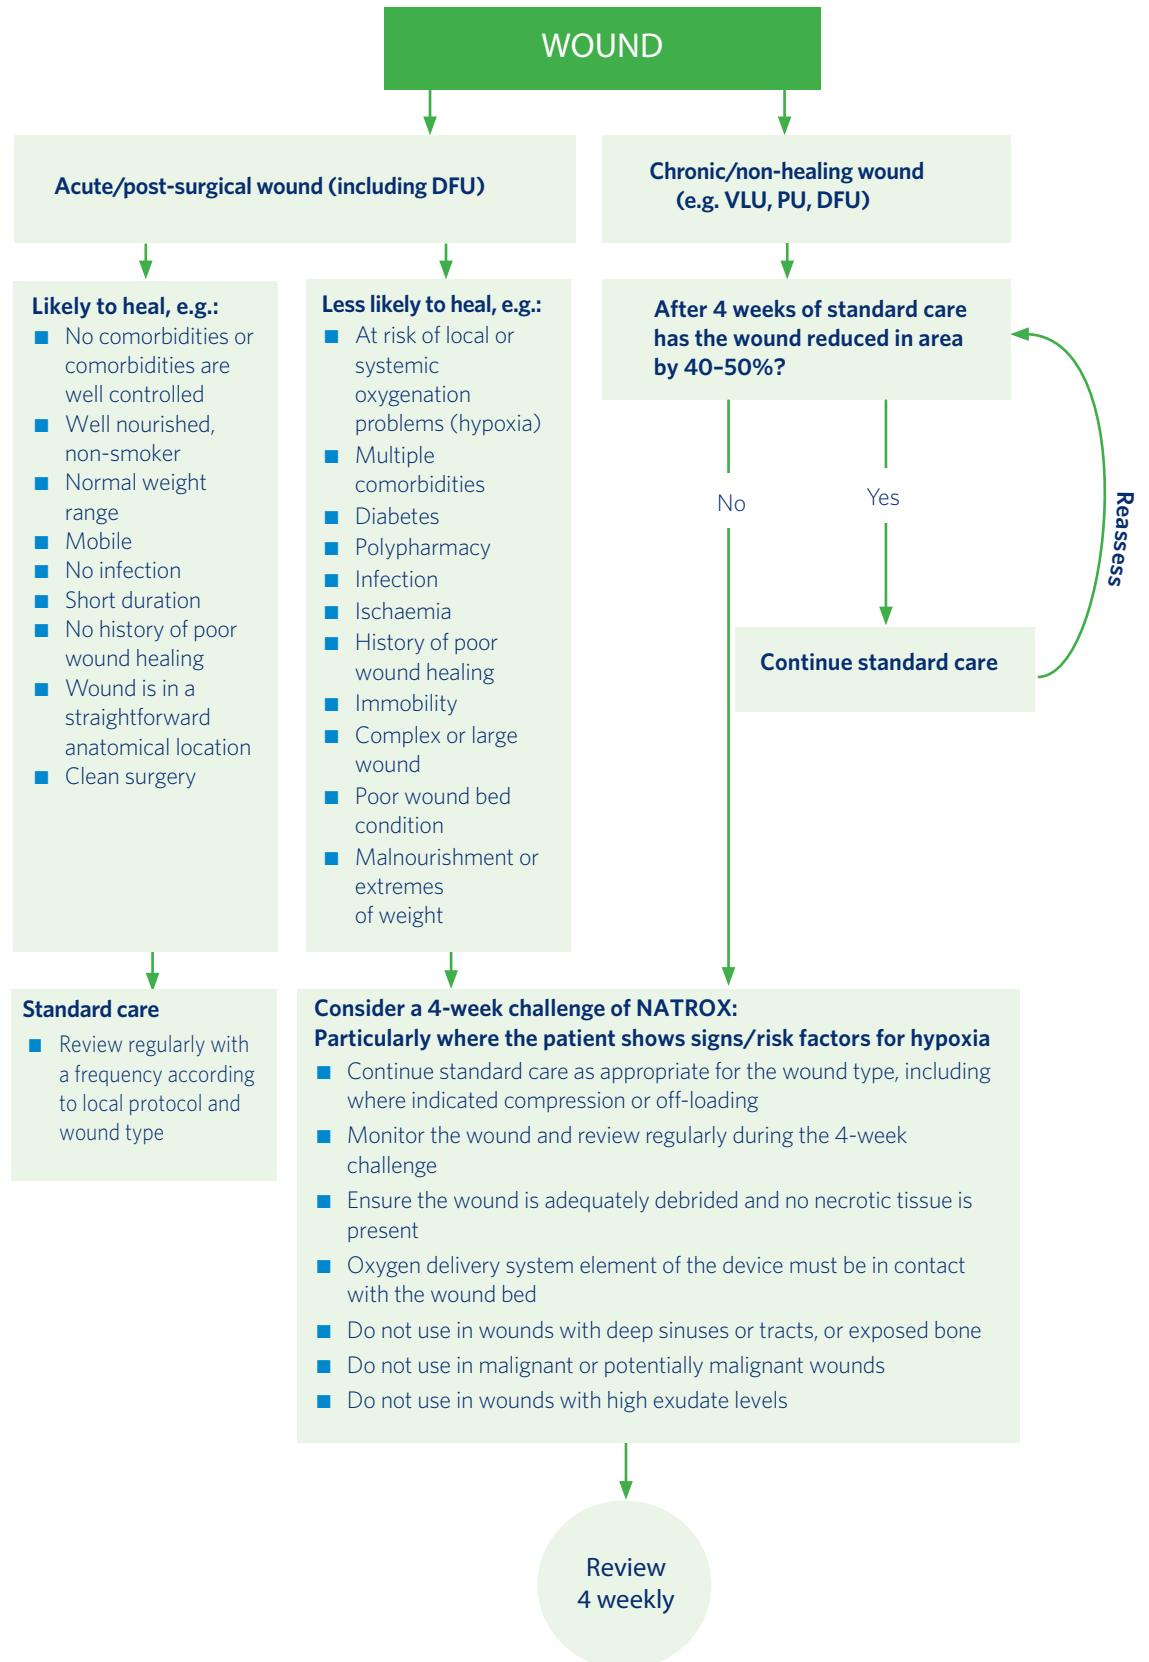 WOUND
Acute/post-surgical wound (including DFU)
Chronic/non-healing wound
(e.g. VLU, PU, DFU)
Likely to heal, e.g.:
No comorbidities or
comorbidities are
well controlled
Well nourished,
non-smoker
Normal weight
range
Mobile
No infection
Short duration
No history of poor
wound healing
Wound is in a
straightforward
anatomical location
Clean surgery
Less likely to heal, e.g.:
At risk of local or
systemic
oxygenation
problems (hypoxia)
Multiple
comorbidities
Diabetes
Polypharmacy
Infection
Ischaemia
History of poor
wound healing
Immobility
Complex or large
wound
Poor wound bed
condition
Malnourishment or
extremes
of weight
After 4 weeks of standard care
has the wound reduced in area
by 40–50%?
No
Yes
Reassess
Continue standard care
Standard care
Review regularly with
a frequency according
to local protocol and
wound type
Consider a 4-week challenge of NATROX:
Particularly where the patient shows signs/risk factors for hypoxia
Continue standard care as appropriate for the wound type, including
where indicated compression or off-loading
Monitor the wound and review regularly during the 4-week
challenge
Ensure the wound is adequately debrided and no necrotic tissue is
present
Oxygen delivery system element of the device must be in contact
with the wound bed
Do not use in wounds with deep sinuses or tracts, or exposed bone
Do not use in malignant or potentially malignant wounds
Do not use in wounds with high exudate levels
Review
4 weekly